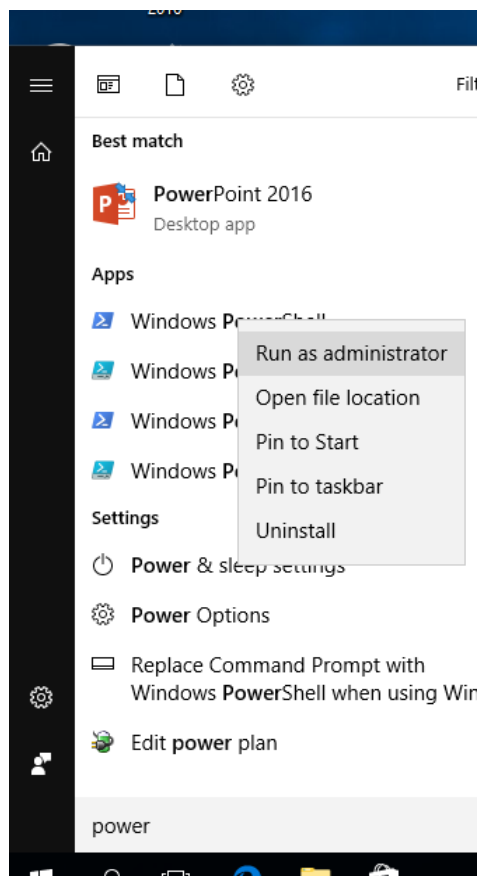 2016
Filt
Best match
PowerPoint 2016
Desktop app
Apps
Windows PowerShell
Run as administrator
Windows P
Open file location
Windows P
Pin to Start
Windows P
Pin to taskbar
Settings
Uninstall
Power & sleep settings
Power Options
Replace Command Prompt with
Windows PowerShell when using Win
Edit power plan
power